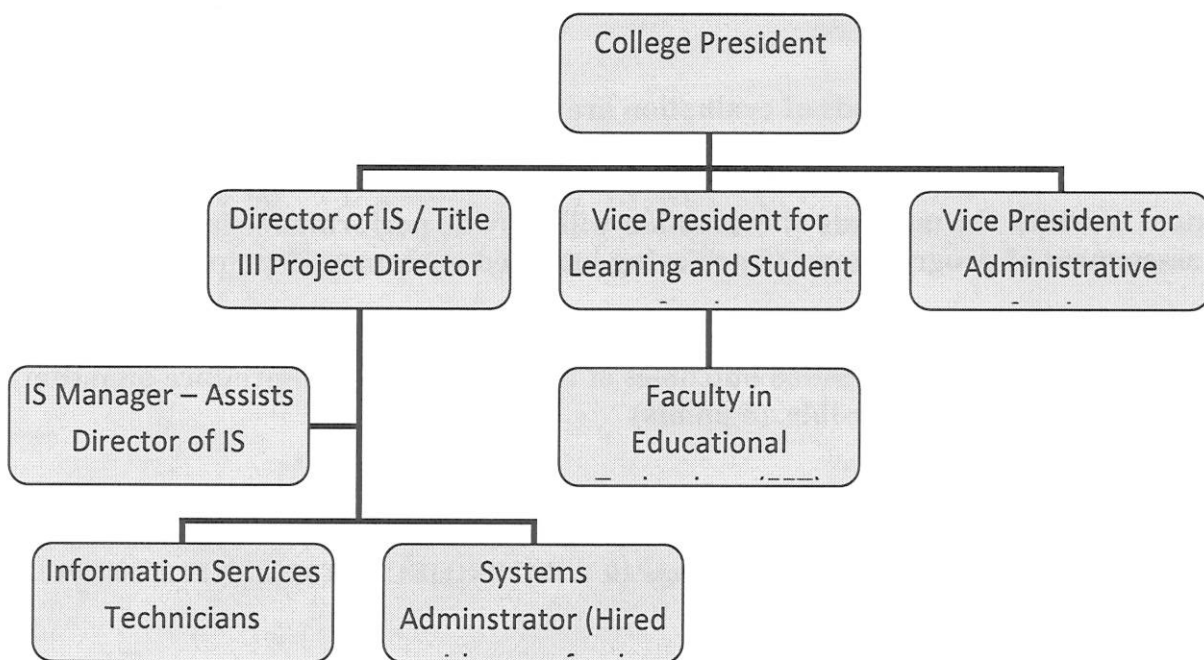 College President
Director of IS / Title
III Project Director
Vice President for
Learning and Student
Vice President for
Administrative
IS Manager – Assists
Director of IS
Faculty in
Educational
Information Services
Technicians
Systems
Adminstrator (Hired